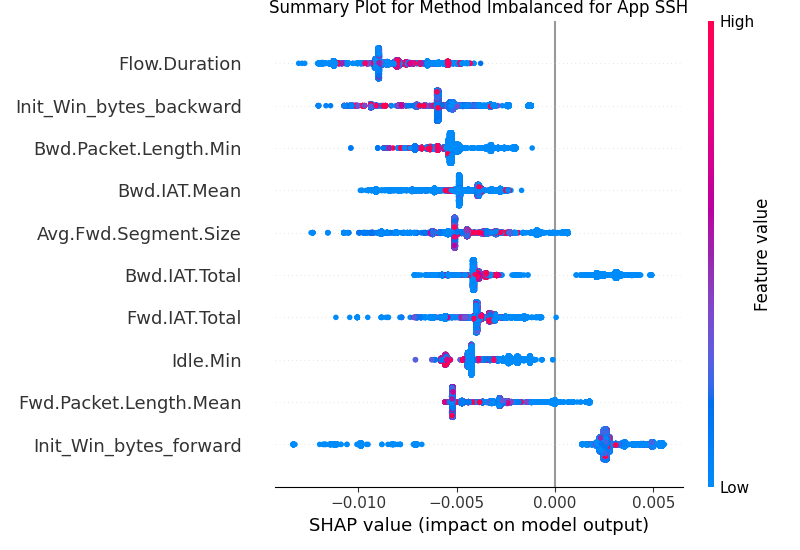 Summary Plot for Method Imbalanced for App SSH
High
Flow.Duration
Init_Win_bytes_backward
Bwd.Packet.Length.Min
Bwd.IAT.Mean
Avg.Fwd.Segment.Size
Bwd.IAT.Total
Fwd.IAT.Total
Idle.Min
Fwd.Packet.Length.Mean
Init_Win_bytes_forward
Feature value
Low
−0.010 −0.005 0.000 0.005
SHAP value (impact on model output)